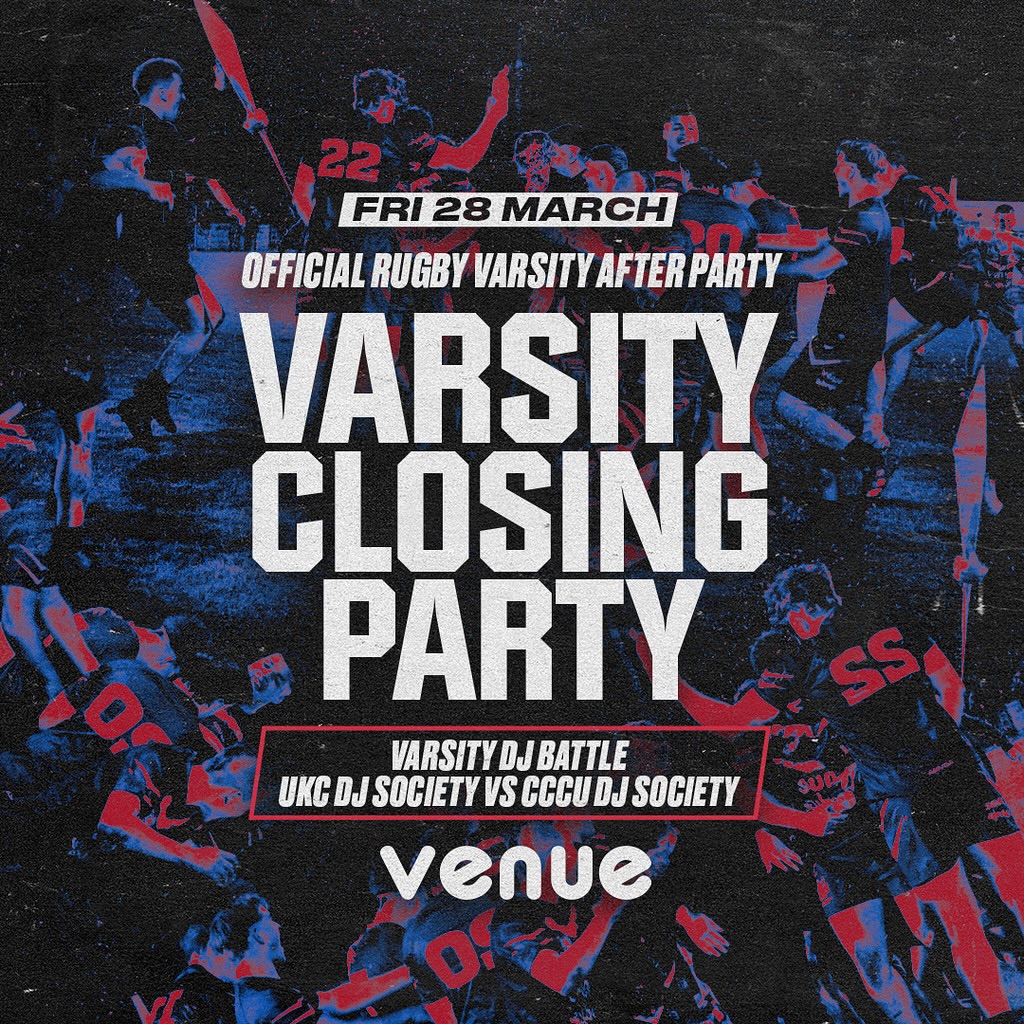 22
FRI 28 MARCH
OFFICIAL RUGBY VARSITY AFTER PARTY
VARSITY
CLOSING
PARTY
VARSITY DJ BATTLE
UKC DJ SOCIETY VS CCCU DJ SOCIETY
venue